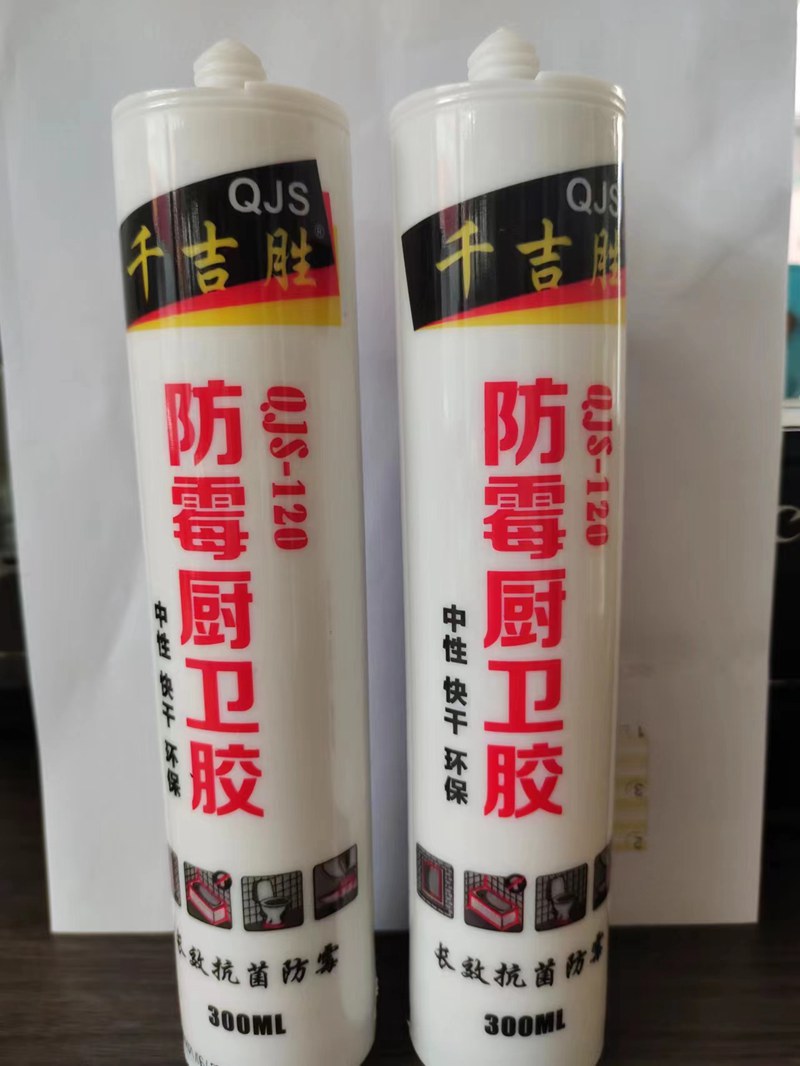 QJS
千吉胜®
QJS-120
防霉厨卫胶
中性 快干 环保
长效抗菌防霉
300ML
QJS
千吉胜
QJS-120
防霉厨卫胶
中性 快干 环保
长效抗菌防霉
300ML